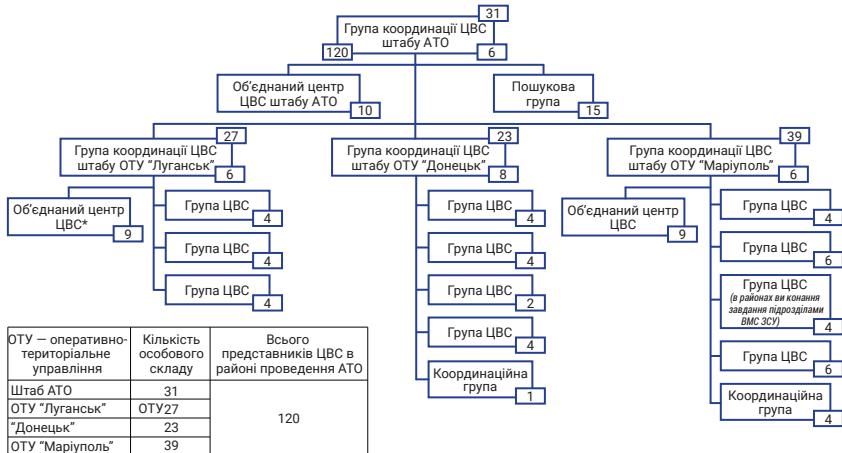 31
Група координації ЦВС
штабу АТО
120
6
Об’єднаний центр
ЦВС штабу АТО
10
Пошукова
група
15
27
Група координації ЦВС
штабу ОТУ “Луганськ”
6
23
Група координації ЦВС
штабу ОТУ “Донецьк”
8
39
Група координації ЦВС
штабу ОТУ “Маріуполь”
6
Об’єднаний центр
ЦВС*
9
Група ЦВС
4
Група ЦВС
4
Група ЦВС
4
Група ЦВС
4
Група ЦВС
4
Група ЦВС
2
Група ЦВС
4
Координаційна
група
1
Об’єднаний центр
ЦВС
9
Група ЦВС
4
Група ЦВС
6
Група ЦВС
(в районах ви конання
завдання підрозділами
ВМС ЗСУ)
4
Група ЦВС
6
Координаційна
група
4
ОТУ — оперативно-
територіальне
управління
Кількість
особового
складу
Всього
представників ЦВС в
районі проведення АТО
Штаб АТО 31
ОТУ “Луганськ” ОТУ27
“Донецьк” 23
ОТУ “Маріуполь” 39
120